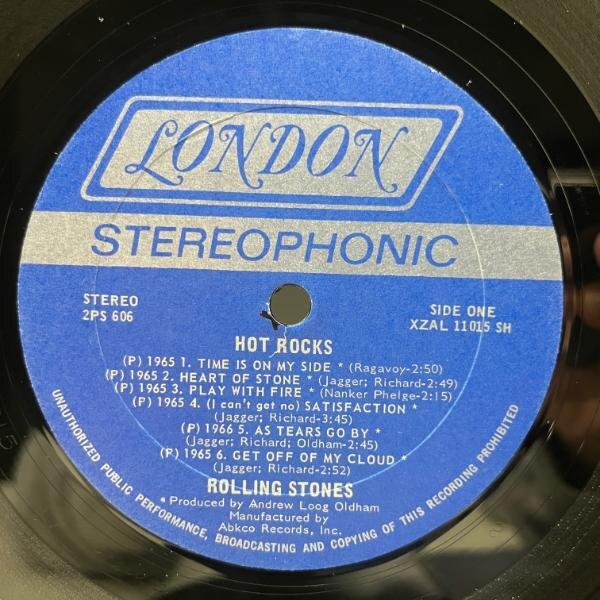 LONDON
STEREOPHONIC
STEREO
2PS 606
SIDE ONE
XZAL 11015 SH
HOT ROCKS
(P) 1965 1. TIME IS ON MY SIDE * (Ragavoy-2:50)
(P) 1965 2. HEART OF STONE * (Jagger; Richard-2:49)
(P) 1965 3. PLAY WITH FIRE * (Nanker Phelge-2:15)
(P) 1965 4. (I can't get no) SATISFACTION *
(Jagger; Richard-3:45)
(P) 1966 5. AS TEARS GO BY *
(Jagger; Richard; Oldham-2:45)
(P) 1965 6. GET OFF OF MY CLOUD *
(Jagger; Richard-2:52)
ROLLING STONES
* Produced by Andrew Loog Oldham
Manufactured by
Abkco Records, Inc.
UNAUTHORIZED PUBLIC PERFORMANCE, BROADCASTING AND COPYING OF THIS RECORDING PROHIBITED